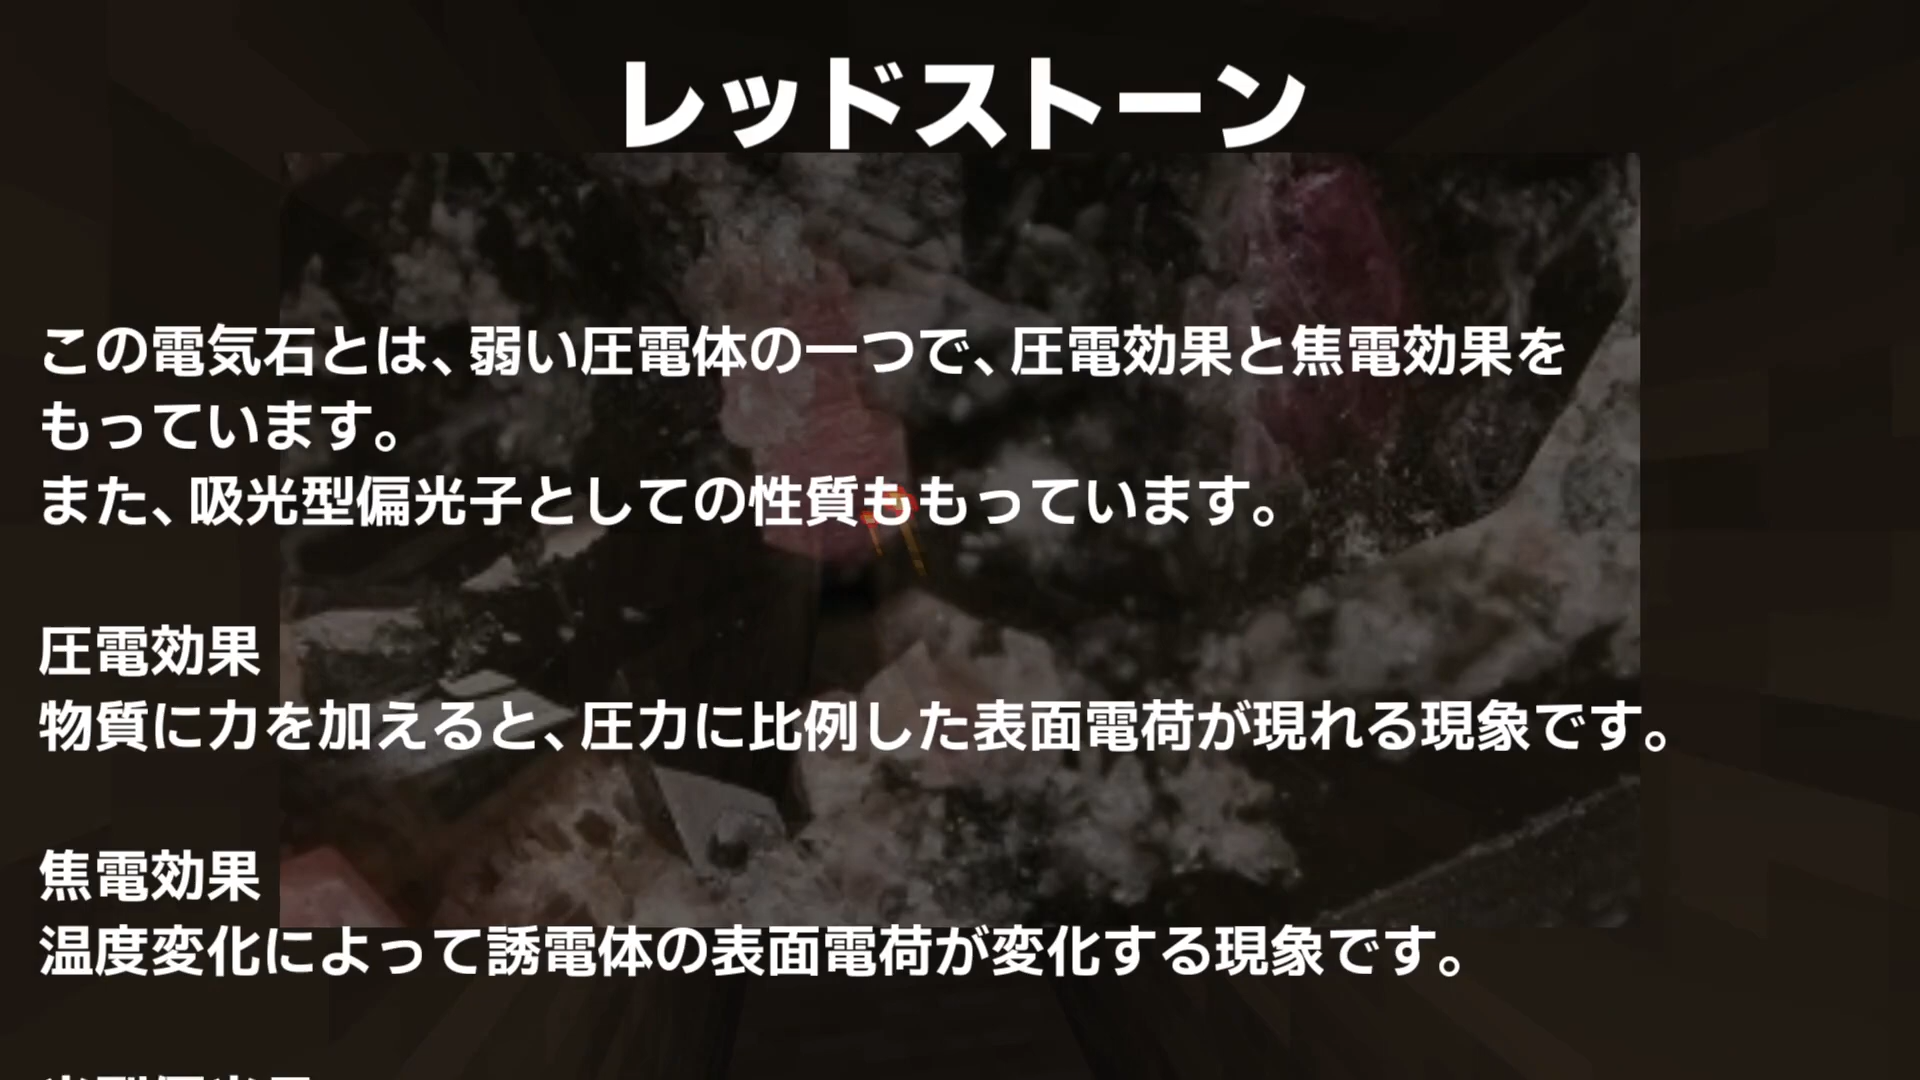 レッドストーン
この電気石とは、弱い圧電体の一つで、圧電効果と焦電効果を
もっています。
また、吸光型偏光子としての性質ももっています。
圧電効果
物質に力を加えると、圧力に比例した表面電荷が現れる現象です。
焦電効果
温度変化によって誘電体の表面電荷が変化する現象です。